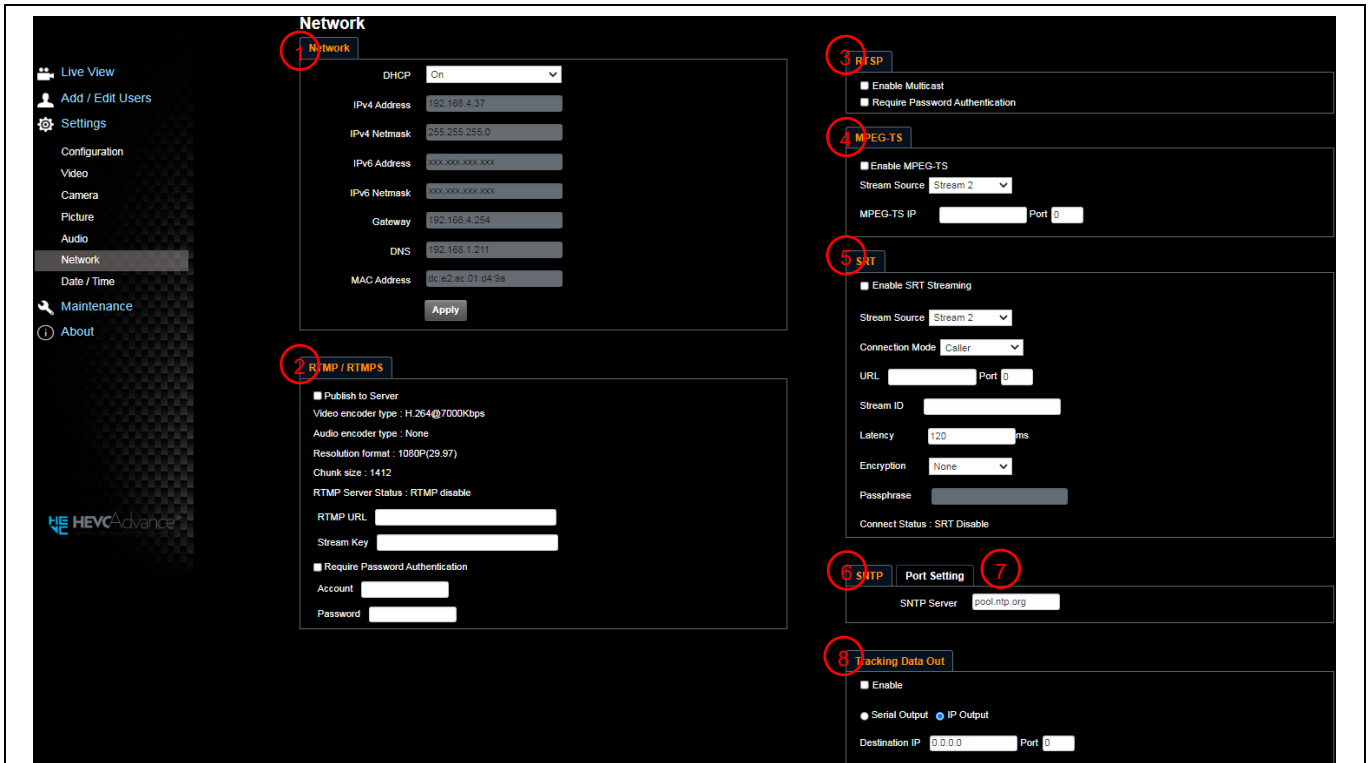 Network
Live View
Add / Edit Users
Settings
Configuration
Video
Camera
Picture
Audio
Network
Date / Time
Maintenance
About
HEVC Advance
1 Network
DHCP On
IPv4 Address 192.168.4.37
IPv4 Netmask 255.255.255.0
IPv6 Address xxx.xxx.xxx.xxx
IPv6 Netmask xxx.xxx.xxx.xxx
Gateway 192.168.4.254
DNS 192.168.1.211
MAC Address dc:e2:ac:01:d4:9a
Apply
2 RTMP / RTMPS
Publish to Server
Video encoder type : H.264@7000Kbps
Audio encoder type : None
Resolution format : 1080P(29.97)
Chunk size : 1412
RTMP Server Status : RTMP disable
RTMP URL
Stream Key
Require Password Authentication
Account
Password
3 RTSP
Enable Multicast
Require Password Authentication
4 MPEG-TS
Enable MPEG-TS
Stream Source Stream 2
MPEG-TS IP Port 0
5 SRT
Enable SRT Streaming
Stream Source Stream 2
Connection Mode Caller
URL Port 0
Stream ID
Latency 120 ms
Encryption None
Passphrase
Connect Status : SRT Disable
6 SNTP Port Setting 7
SNTP Server pool.ntp.org
8 Tracking Data Out
Enable
Serial Output IP Output
Destination IP 0.0.0.0 Port 0